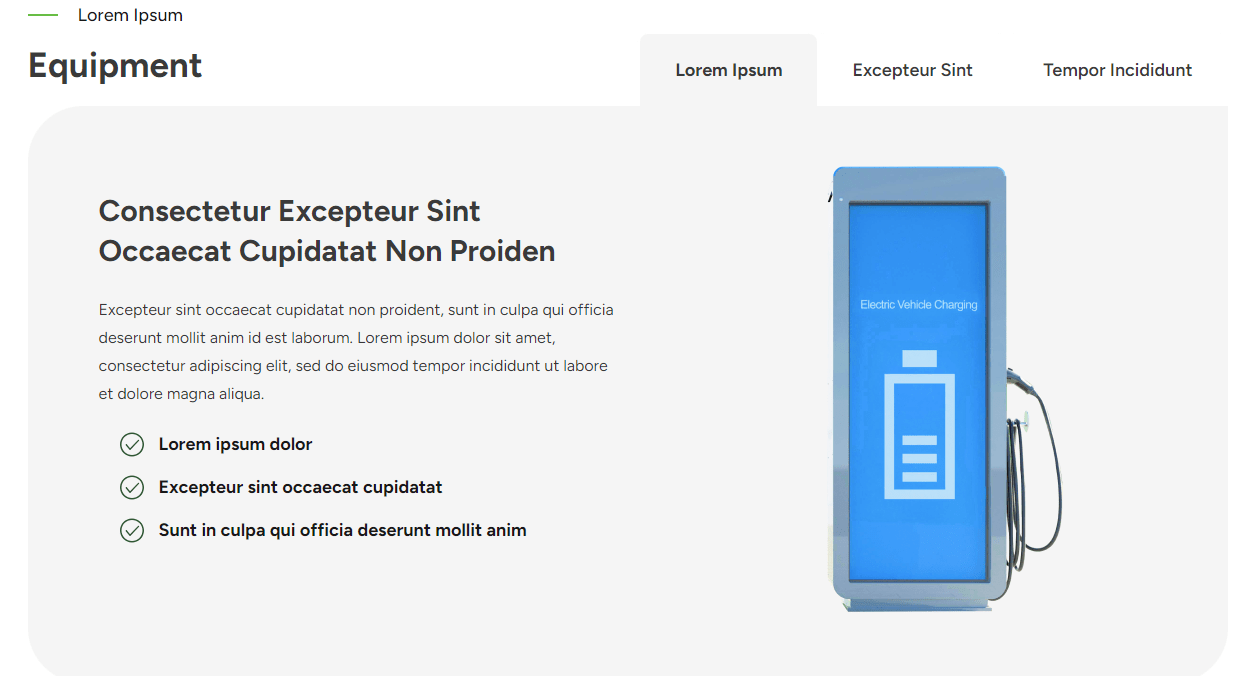 Lorem Ipsum
Equipment
Lorem Ipsum
Excepteur Sint
Tempor Incididunt
Consectetur Excepteur Sint
Occaecat Cupidatat Non Proiden
Excepteur sint occaecat cupidatat non proident, sunt in culpa qui officia
deserunt mollit anim id est laborum. Lorem ipsum dolor sit amet,
consectetur adipiscing elit, sed do eiusmod tempor incididunt ut labore
et dolore magna aliqua.
Lorem ipsum dolor
Excepteur sint occaecat cupidatat
Sunt in culpa qui officia deserunt mollit anim
Electric Vehicle Charging